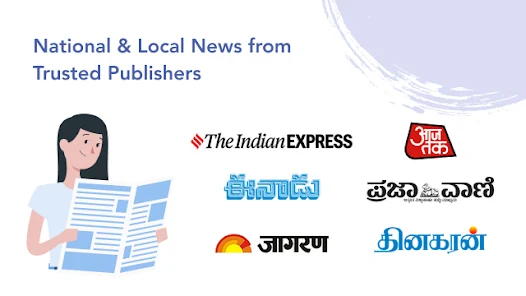 National & Local News from
Trusted Publishers
The Indian EXPRESS
आज
तक
ఈనాడు
ಪ್ರಜಾವಾಣಿ
जागरण
தினகரன்